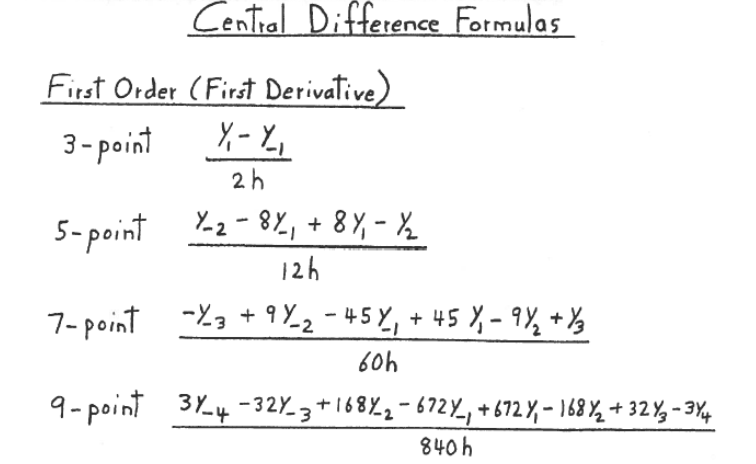 Central Difference Formulas
First Order (First Derivative)
3-point (y₁ - y₋₁) / 2h
5-point (y₋₂ - 8y₋₁ + 8y₁ - y₂) / 12h
7-point (-y₋₃ + 9y₋₂ - 45y₋₁ + 45y₁ - 9y₂ + y₃) / 60h
9-point (3y₋₄ - 32y₋₃ + 168y₋₂ - 672y₋₁ + 672y₁ - 168y₂ + 32y₃ - 3y₄) / 840h